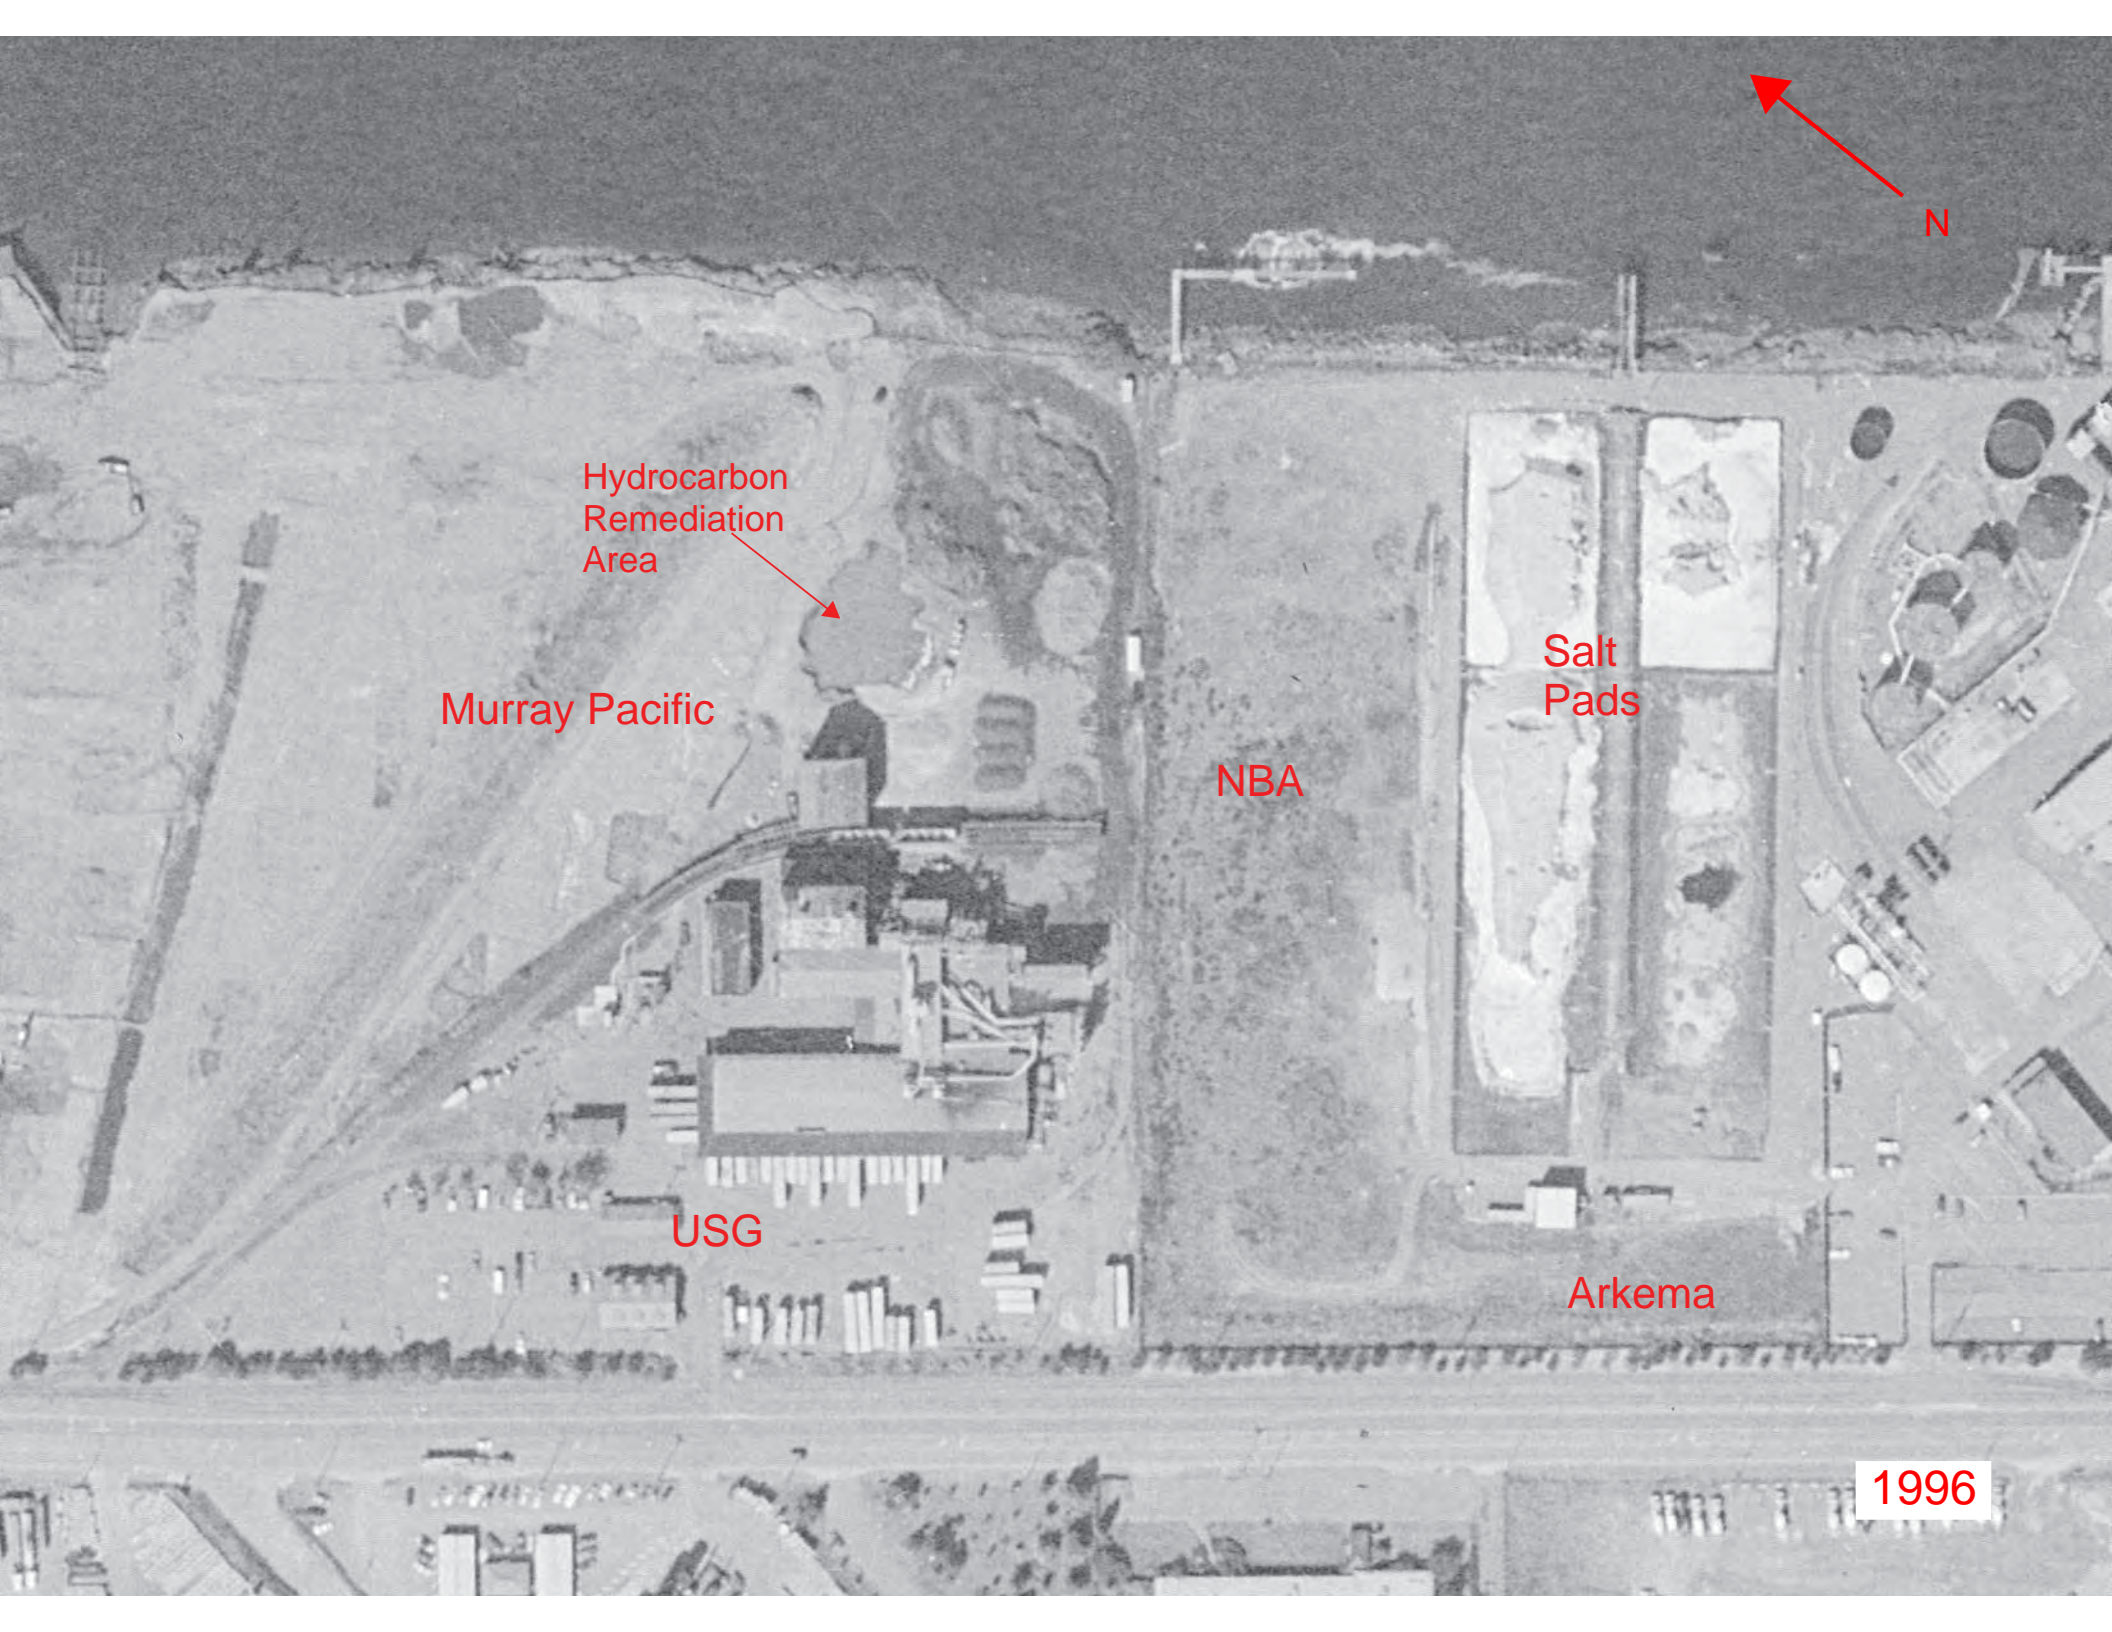 N
Hydrocarbon
Remediation
Area
Salt
Pads
Murray Pacific
NBA
USG
Arkema
1996